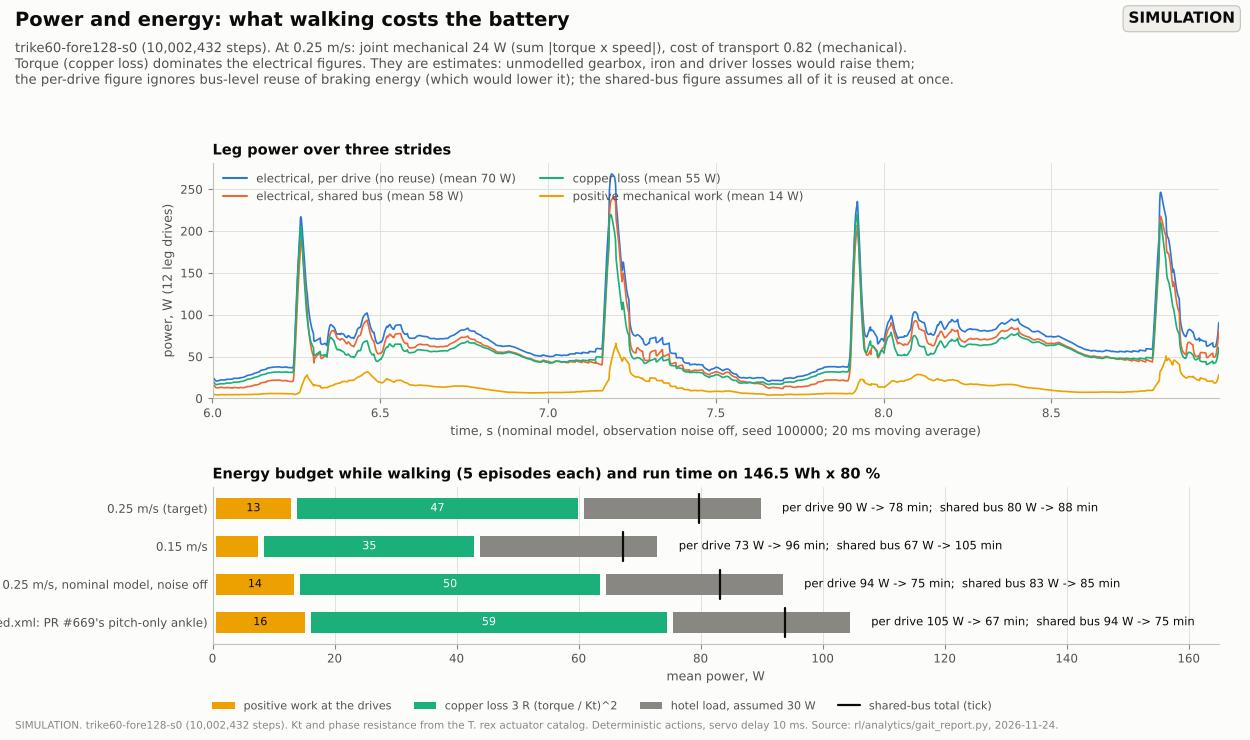 Power and energy: what walking costs the battery
SIMULATION
trike60-fore128-s0 (10,002,432 steps). At 0.25 m/s: joint mechanical 24 W (sum |torque x speed|), cost of transport 0.82 (mechanical).
Torque (copper loss) dominates the electrical figures. They are estimates: unmodelled gearbox, iron and driver losses would raise them;
the per-drive figure ignores bus-level reuse of braking energy (which would lower it); the shared-bus figure assumes all of it is reused at once.
Leg power over three strides
electrical, per drive (no reuse) (mean 70 W)
electrical, shared bus (mean 58 W)
copper loss (mean 55 W)
positive mechanical work (mean 14 W)
power, W (12 leg drives)
250
200
150
100
50
0
6.0 6.5 7.0 7.5 8.0 8.5
time, s (nominal model, observation noise off, seed 100000; 20 ms moving average)
Energy budget while walking (5 episodes each) and run time on 146.5 Wh x 80 %
0.25 m/s (target) 13 47 per drive 90 W -> 78 min; shared bus 80 W -> 88 min
0.15 m/s 35 per drive 73 W -> 96 min; shared bus 67 W -> 105 min
0.25 m/s, nominal model, noise off 14 50 per drive 94 W -> 75 min; shared bus 83 W -> 85 min
ed.xml: PR #669's pitch-only ankle) 16 59 per drive 105 W -> 67 min; shared bus 94 W -> 75 min
0 20 40 60 80 100 120 140 160
mean power, W
positive work at the drives
copper loss 3 R (torque / Kt)^2
hotel load, assumed 30 W
shared-bus total (tick)
SIMULATION. trike60-fore128-s0 (10,002,432 steps). Kt and phase resistance from the T. rex actuator catalog. Deterministic actions, servo delay 10 ms. Source: rl/analytics/gait_report.py, 2026-11-24.